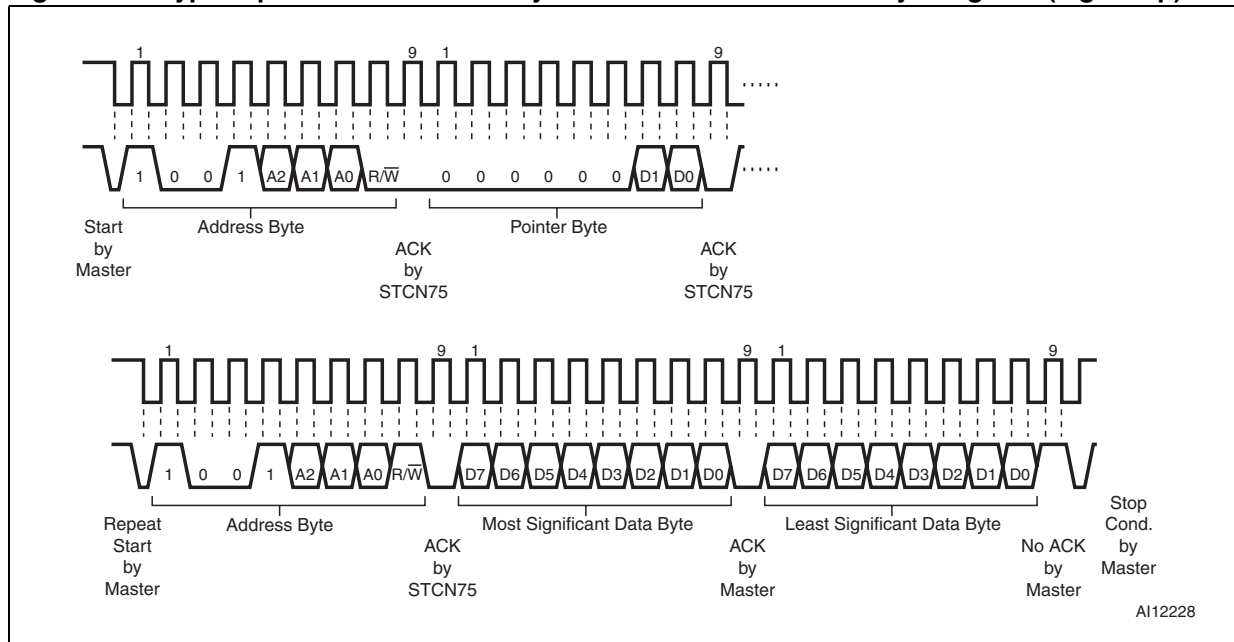 1 9 1 9
1 0 0 1 A2 A1 A0 R/W 0 0 0 0 0 0 D1 D0
Address Byte Pointer Byte
Start
by
Master
ACK
by
STCN75
ACK
by
STCN75
1 9 1 9 1 9
1 0 0 1 A2 A1 A0 R/W D7 D6 D5 D4 D3 D2 D1 D0 D7 D6 D5 D4 D3 D2 D1 D0
Address Byte Most Significant Data Byte Least Significant Data Byte
Repeat
Start
by
Master
ACK
by
STCN75
ACK
by
Master
No ACK
by
Master
Stop
Cond.
by
Master
AI12228